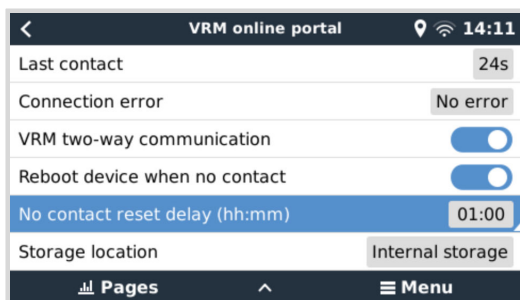 VRM online portal 14:11
Last contact 24s
Connection error No error
VRM two-way communication
Reboot device when no contact
No contact reset delay (hh:mm) 01:00
Storage location Internal storage
Pages Menu